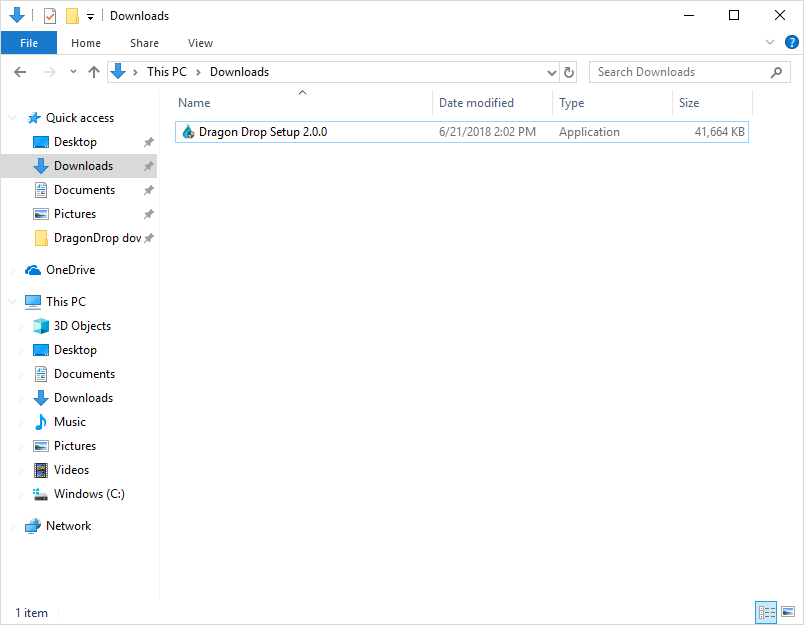 Downloads
File Home Share View
This PC Downloads
Search Downloads
Name Date modified Type Size
Dragon Drop Setup 2.0.0 6/21/2018 2:02 PM Application 41,664 KB
Quick access
Desktop
Downloads
Documents
Pictures
DragonDrop dov
OneDrive
This PC
3D Objects
Desktop
Documents
Downloads
Music
Pictures
Videos
Windows (C:)
Network
1 item